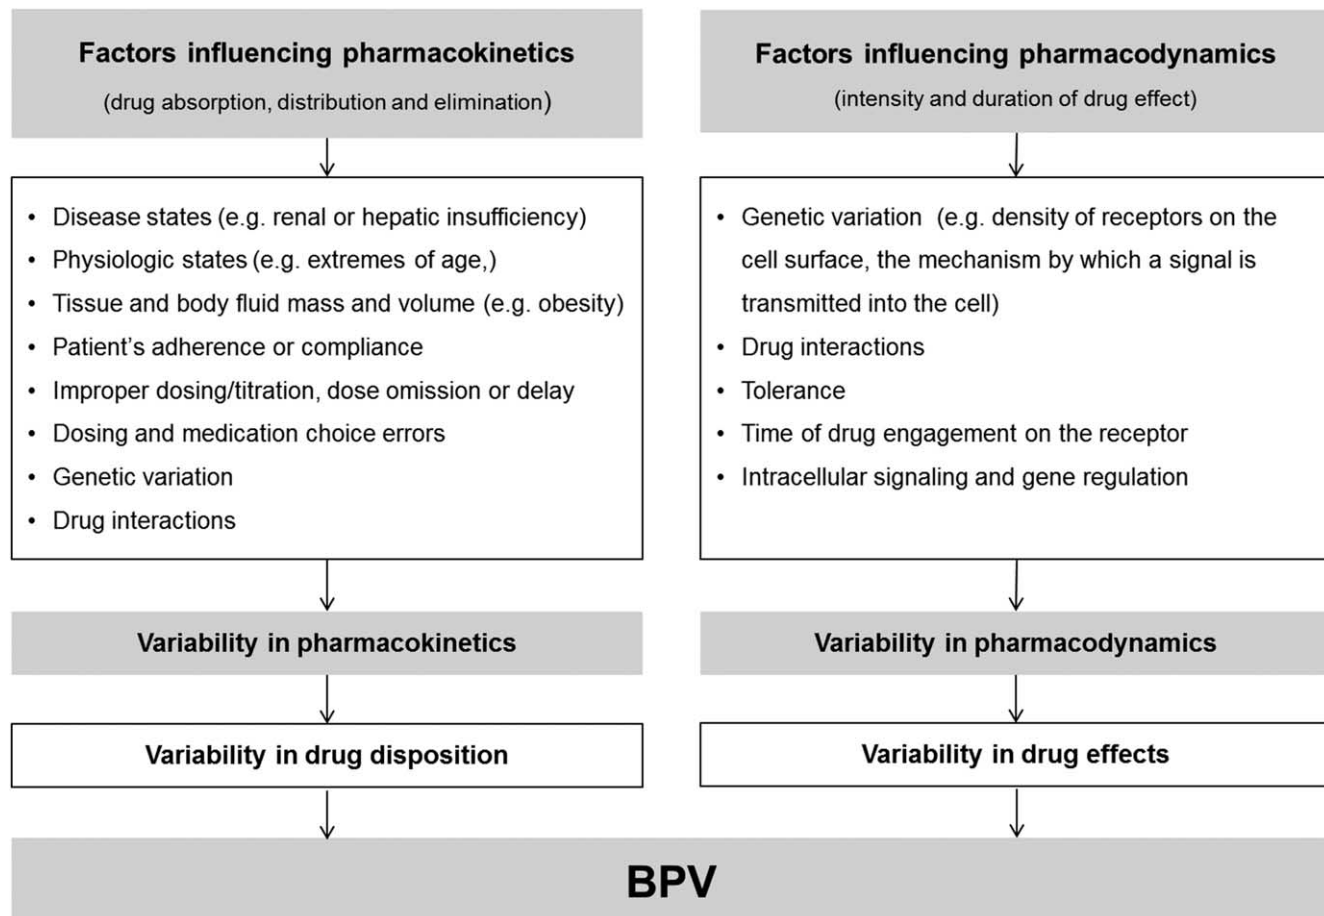 Factors influencing pharmacokinetics
(drug absorption, distribution and elimination)
• Disease states (e.g. renal or hepatic insufficiency)
• Physiologic states (e.g. extremes of age,)
• Tissue and body fluid mass and volume (e.g. obesity)
• Patient’s adherence or compliance
• Improper dosing/titration, dose omission or delay
• Dosing and medication choice errors
• Genetic variation
• Drug interactions
Variability in pharmacokinetics
Variability in drug disposition
Factors influencing pharmacodynamics
(intensity and duration of drug effect)
• Genetic variation (e.g. density of receptors on the
cell surface, the mechanism by which a signal is
transmitted into the cell)
• Drug interactions
• Tolerance
• Time of drug engagement on the receptor
• Intracellular signaling and gene regulation
Variability in pharmacodynamics
Variability in drug effects
BPV